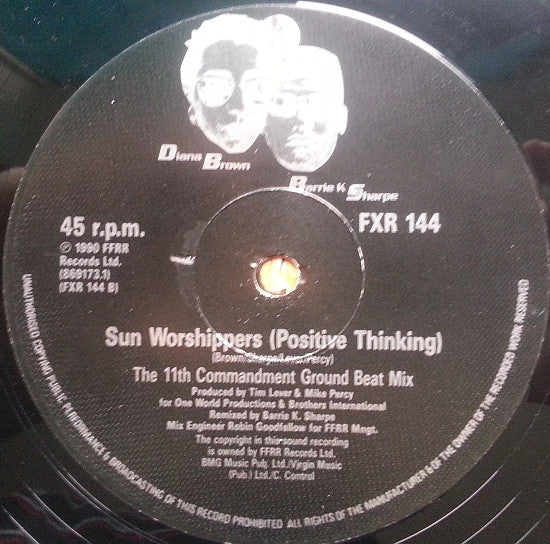 Diana Brown
Barrie K Sharpe
45 r.p.m.
FXR 144
℗ 1990 FFRR
Records Ltd.
(869173.1)
(FXR 144 B)
Sun Worshippers (Positive Thinking)
(Brown/Sharpe/Lever/Percy)
The 11th Commandment Ground Beat Mix
Produced by Tim Lever & Mike Percy
for One World Productions & Brothers International
Remixed by Barrie K. Sharpe
Mix Engineer Robin Goodfellow for FFRR Mngt.
The copyright in this sound recording
is owned by FFRR Records Ltd.
BMG Music Pub. Ltd./Virgin Music
(Pub.) Ltd./C. Control
UNAUTHORISED COPYING PUBLIC PERFORMANCE & BROADCASTING OF THIS RECORD PROHIBITED ALL RIGHTS OF THE MANUFACTURER & OF THE OWNER OF THE RECORDED WORK RESERVED